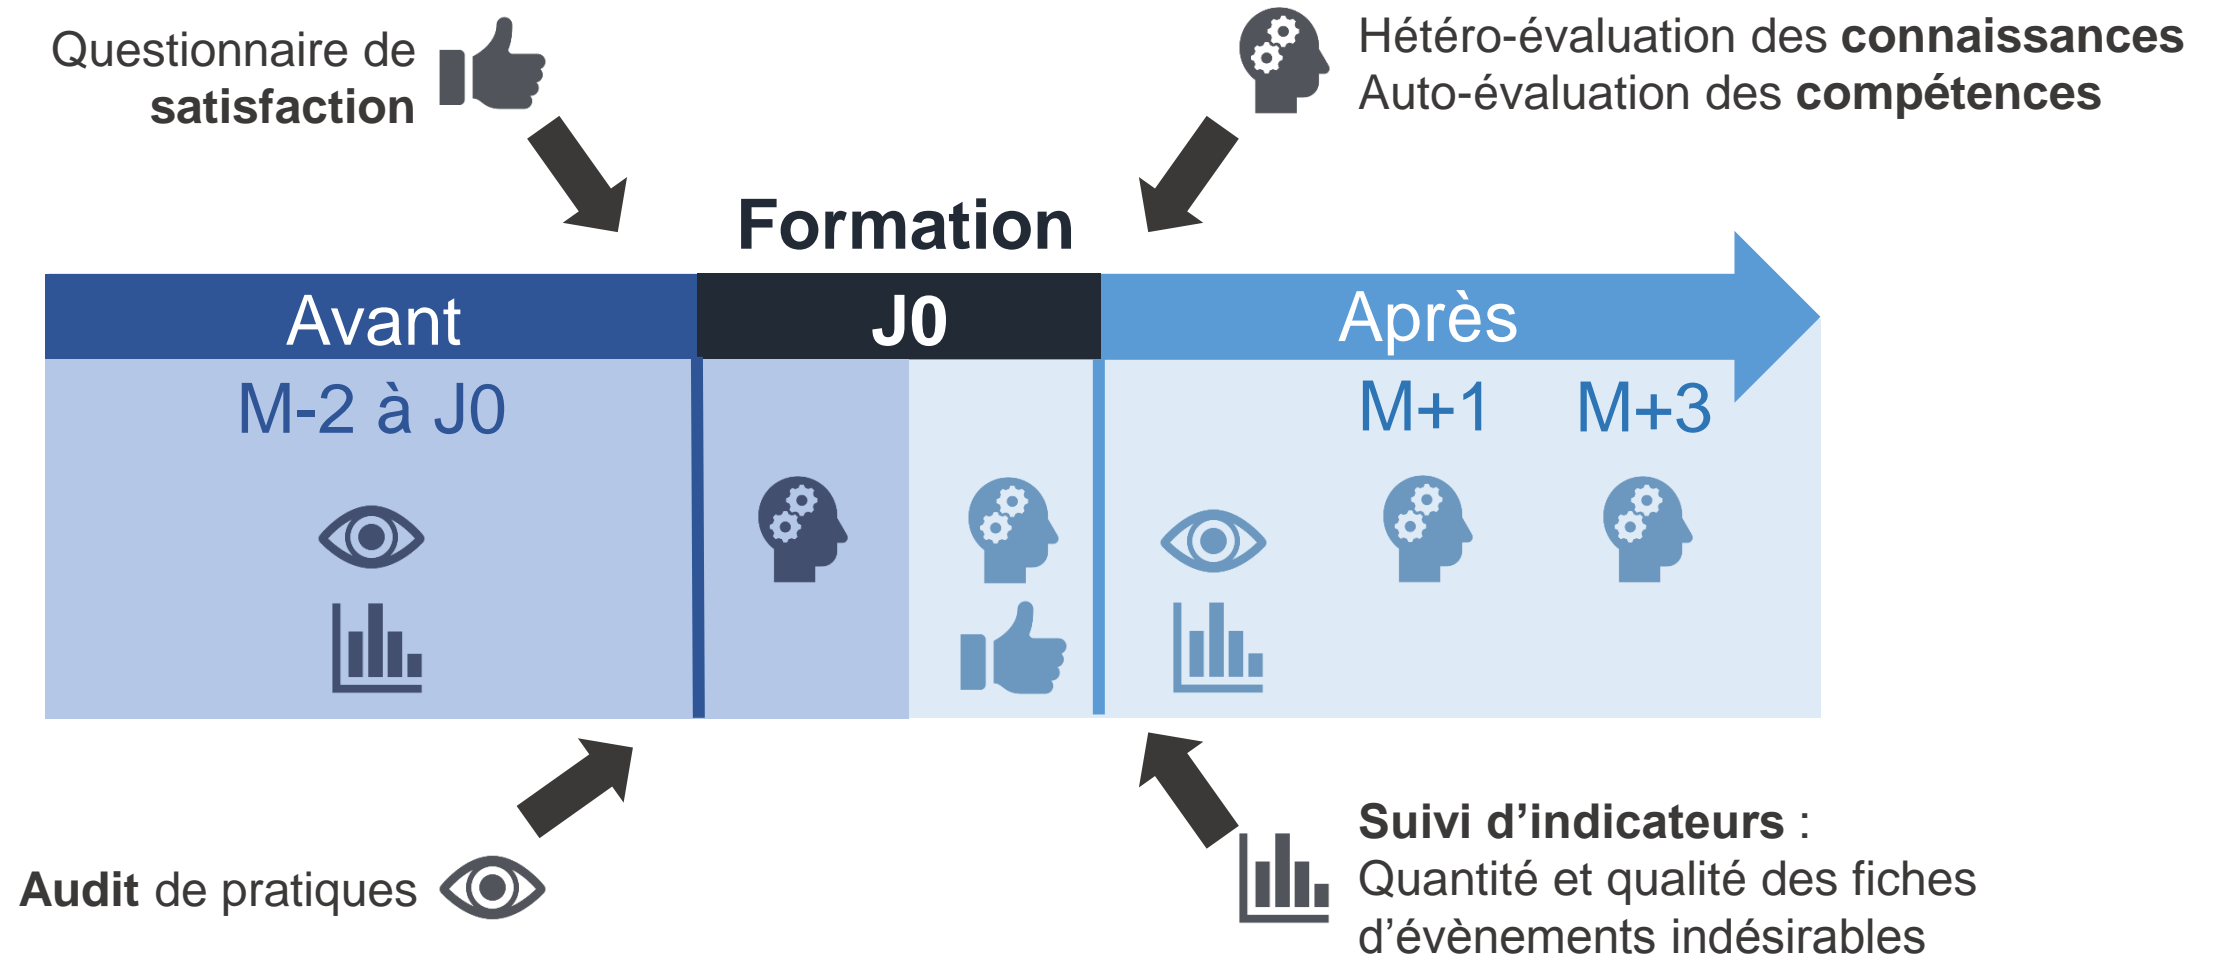 Questionnaire de
satisfaction
Hétéro-évaluation des connaissances
Auto-évaluation des compétences
Formation
Avant
J0
Après
M-2 à J0
M+1
M+3
Audit de pratiques
Suivi d’indicateurs :
Quantité et qualité des fiches
d’évènements indésirables